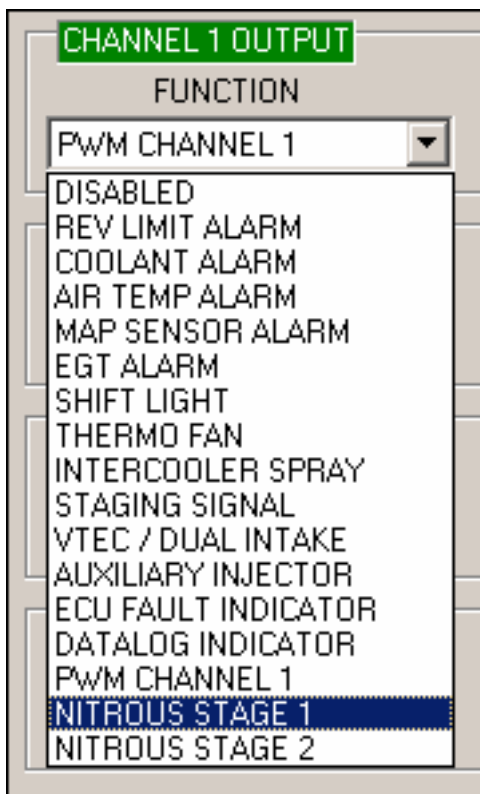 CHANNEL 1 OUTPUT
FUNCTION
PWM CHANNEL 1
DISABLED
REV LIMIT ALARM
COOLANT ALARM
AIR TEMP ALARM
MAP SENSOR ALARM
EGT ALARM
SHIFT LIGHT
THERMO FAN
INTERCOOLER SPRAY
STAGING SIGNAL
VTEC / DUAL INTAKE
AUXILIARY INJECTOR
ECU FAULT INDICATOR
DATALOG INDICATOR
PWM CHANNEL 1
NITROUS STAGE 1
NITROUS STAGE 2